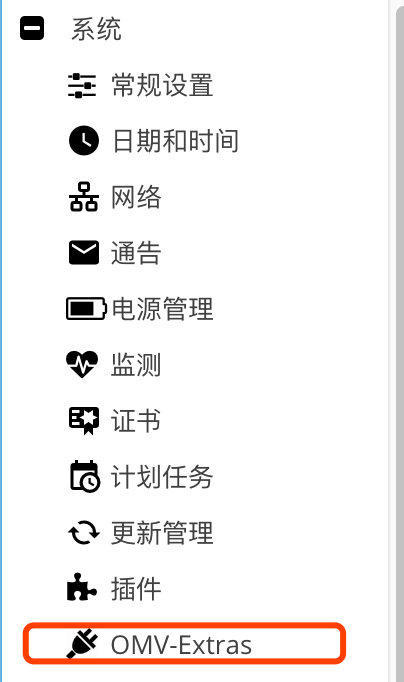 系统
常规设置
日期和时间
网络
通告
电源管理
监测
证书
计划任务
更新管理
插件
OMV-Extras